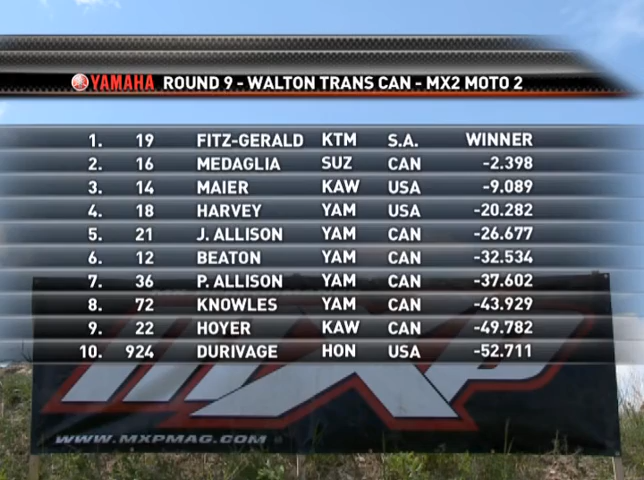 YAMAHA ROUND 9 - WALTON TRANS CAN - MX2 MOTO 2
1. 19 FITZ-GERALD KTM S.A. WINNER
2. 16 MEDAGLIA SUZ CAN -2.398
3. 14 MAIER KAW USA -9.089
4. 18 HARVEY YAM USA -20.282
5. 21 J. ALLISON YAM CAN -26.677
6. 12 BEATON YAM CAN -32.534
7. 36 P. ALLISON YAM CAN -37.602
8. 72 KNOWLES YAM CAN -43.929
9. 22 HOYER KAW CAN -49.782
10. 924 DURIVAGE HON USA -52.711
MXP
WWW.MXPMAG.COM